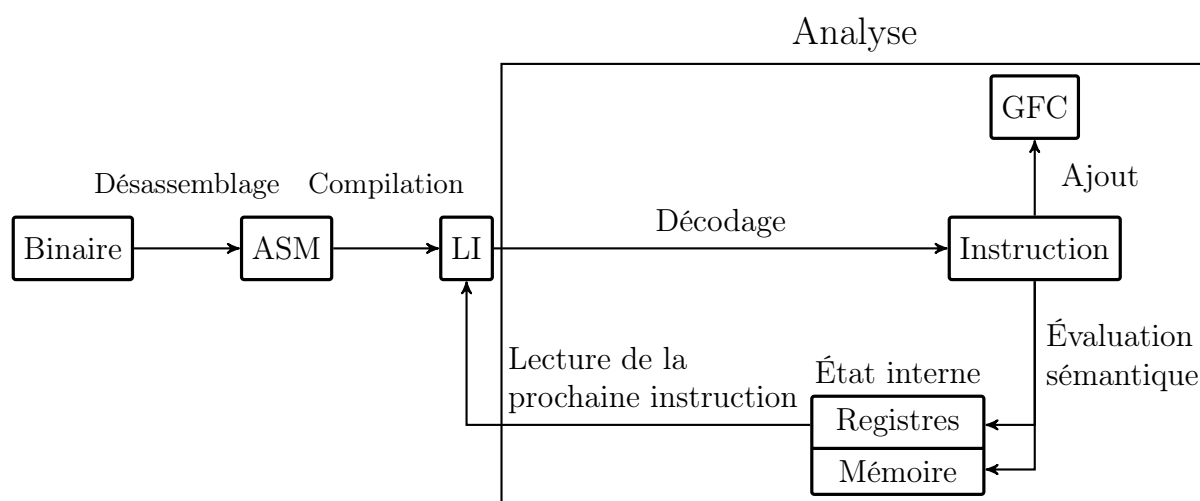 Analyse
GFC
Ajout
Désassemblage
Compilation
Binaire
ASM
LI
Décodage
Instruction
Évaluation
sémantique
Lecture de la
prochaine instruction
État interne
Registres
Mémoire